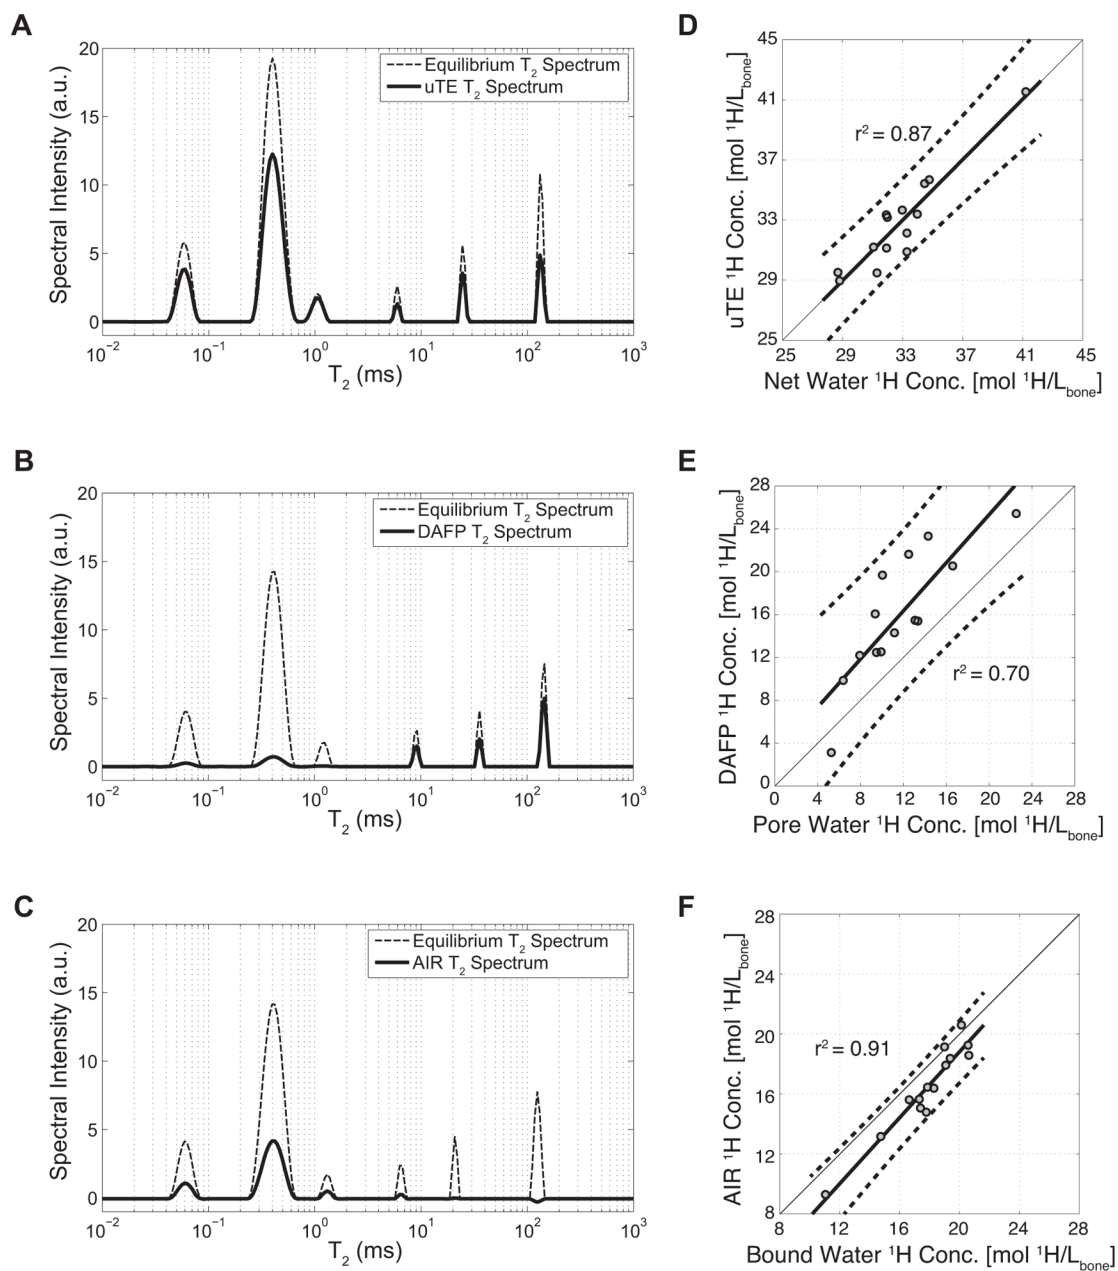 A
Spectral Intensity (a.u.)
20
15
10
5
0
Equilibrium T2 Spectrum
uTE T2 Spectrum
10⁻² 10⁻¹ 10⁰ 10¹ 10² 10³
T2 (ms)
D
uTE ¹H Conc. [mol ¹H/Lbone]
45
41
37
33
29
25
r² = 0.87
25 29 33 37 41 45
Net Water ¹H Conc. [mol ¹H/Lbone]
B
Spectral Intensity (a.u.)
20
15
10
5
0
Equilibrium T2 Spectrum
DAFP T2 Spectrum
10⁻² 10⁻¹ 10⁰ 10¹ 10² 10³
T2 (ms)
E
DAFP ¹H Conc. [mol ¹H/Lbone]
28
24
20
16
12
8
4
0
r² = 0.70
0 4 8 12 16 20 24 28
Pore Water ¹H Conc. [mol ¹H/Lbone]
C
Spectral Intensity (a.u.)
20
15
10
5
0
Equilibrium T2 Spectrum
AIR T2 Spectrum
10⁻² 10⁻¹ 10⁰ 10¹ 10² 10³
T2 (ms)
F
AIR ¹H Conc. [mol ¹H/Lbone]
28
24
20
16
12
8
r² = 0.91
8 12 16 20 24 28
Bound Water ¹H Conc. [mol ¹H/Lbone]